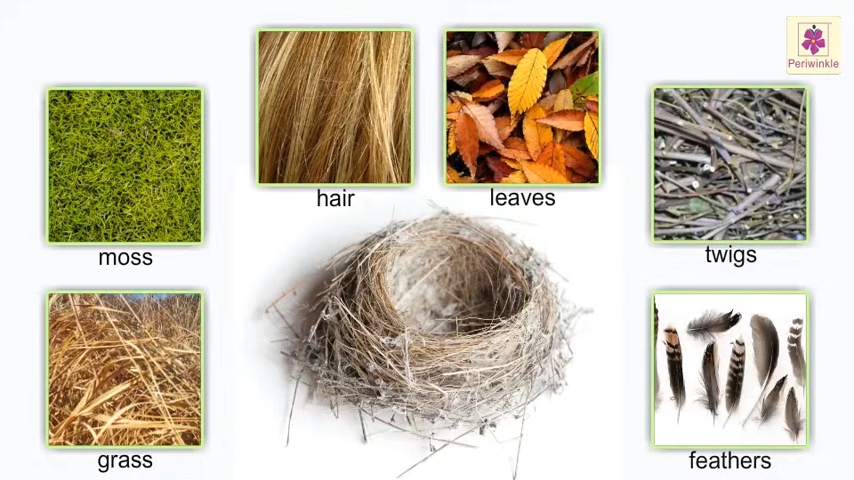 Periwinkle
hair
leaves
moss
twigs
grass
feathers